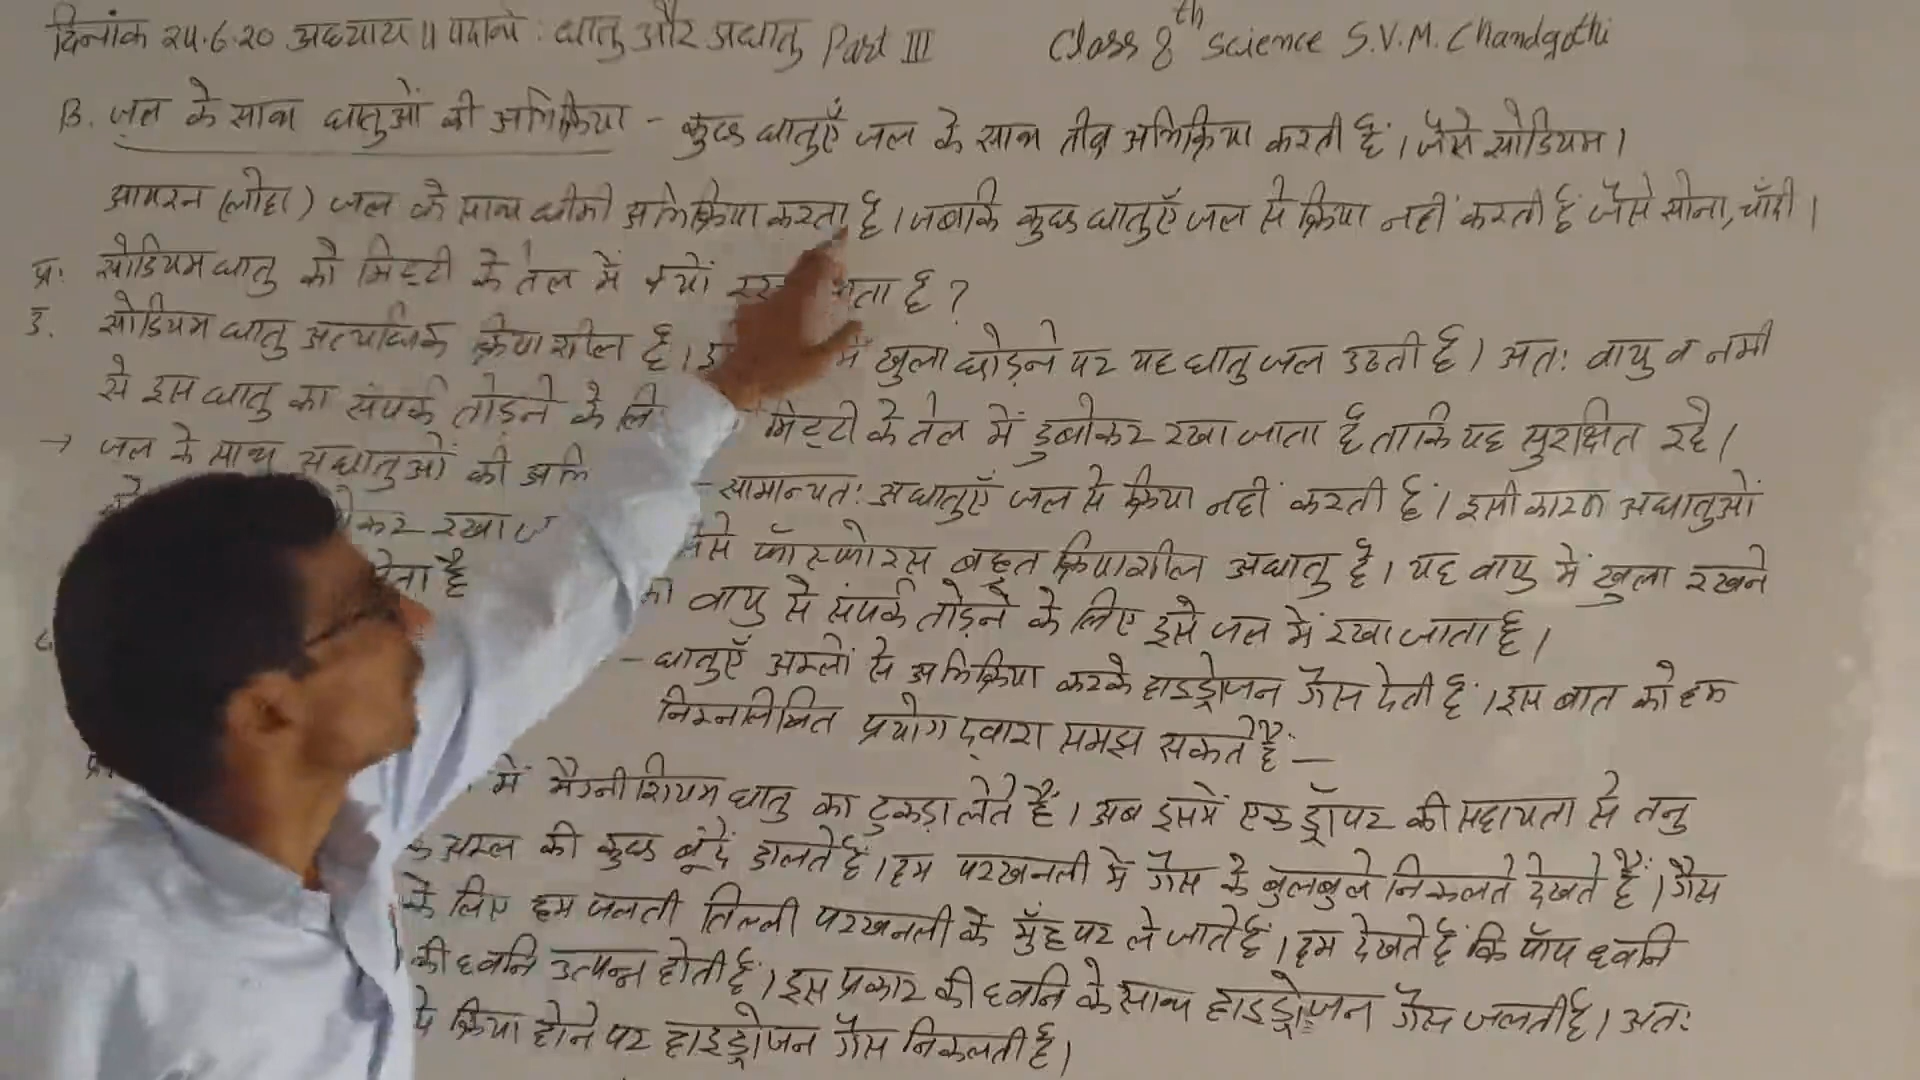 दिनांक 24.6.20 अध्याय 4 पदार्थ : धातु और अधातु Part III Class 8th Science S.V.M. Chandgothi
B. जल के साथ धातुओं की अभिक्रिया - कुछ धातुएँ जल के साथ तीव्र अभिक्रिया करती हैं। जैसे सोडियम।
आयरन (लोहा) जल के साथ धीमी अभिक्रिया करता है। जबकि कुछ धातुएँ जल से क्रिया नहीं करती हैं जैसे सोना, चाँदी।
प्र: सोडियम धातु को मिट्टी के तेल में क्यों है ?
उ. सोडियम धातु अत्यधिक क्रियाशील है। में खुला छोड़ने पर यह धातु जल उठती है। अत: वायु व नमी
से इस धातु का संपर्क तोड़ने के मिट्टी के तेल में डुबोकर रखा जाता है ताकि यह सुरक्षित रहे।
→ जल के साथ अधातुओं की - सामान्यत: अधातुएँ जल से क्रिया नहीं करती हैं। इसी कारण अधातुओं
रखा फॉस्फोरस बहुत क्रियाशील अधातु है। यह वायु में खुला रखने
है वायु से संपर्क तोड़ने के लिए इसे जल में रखा जाता है।
- धातुएँ अम्लों से अभिक्रिया करके हाइड्रोजन गैस देती हैं। इस बात को हम
निम्नलिखित प्रयोग द्वारा समझ सकते हैं:-
में मैग्नीशियम धातु का टुकड़ा लेते हैं। अब इसमें एक ड्रॉपर की सहायता से तनु
अम्ल की कुछ बूंदें डालते हैं। हम परखनली में गैस के बुलबुले निकलते देखते हैं। गैस
के लिए हम जलती तिल्ली परखनली के मुँह पर ले जाते हैं। हम देखते हैं कि पॉप ध्वनि
की ध्वनि उत्पन्न होती है। इस प्रकार की ध्वनि के साथ हाइड्रोजन गैस जलती है। अत:
क्रिया होने पर हाइड्रोजन गैस निकलती है।